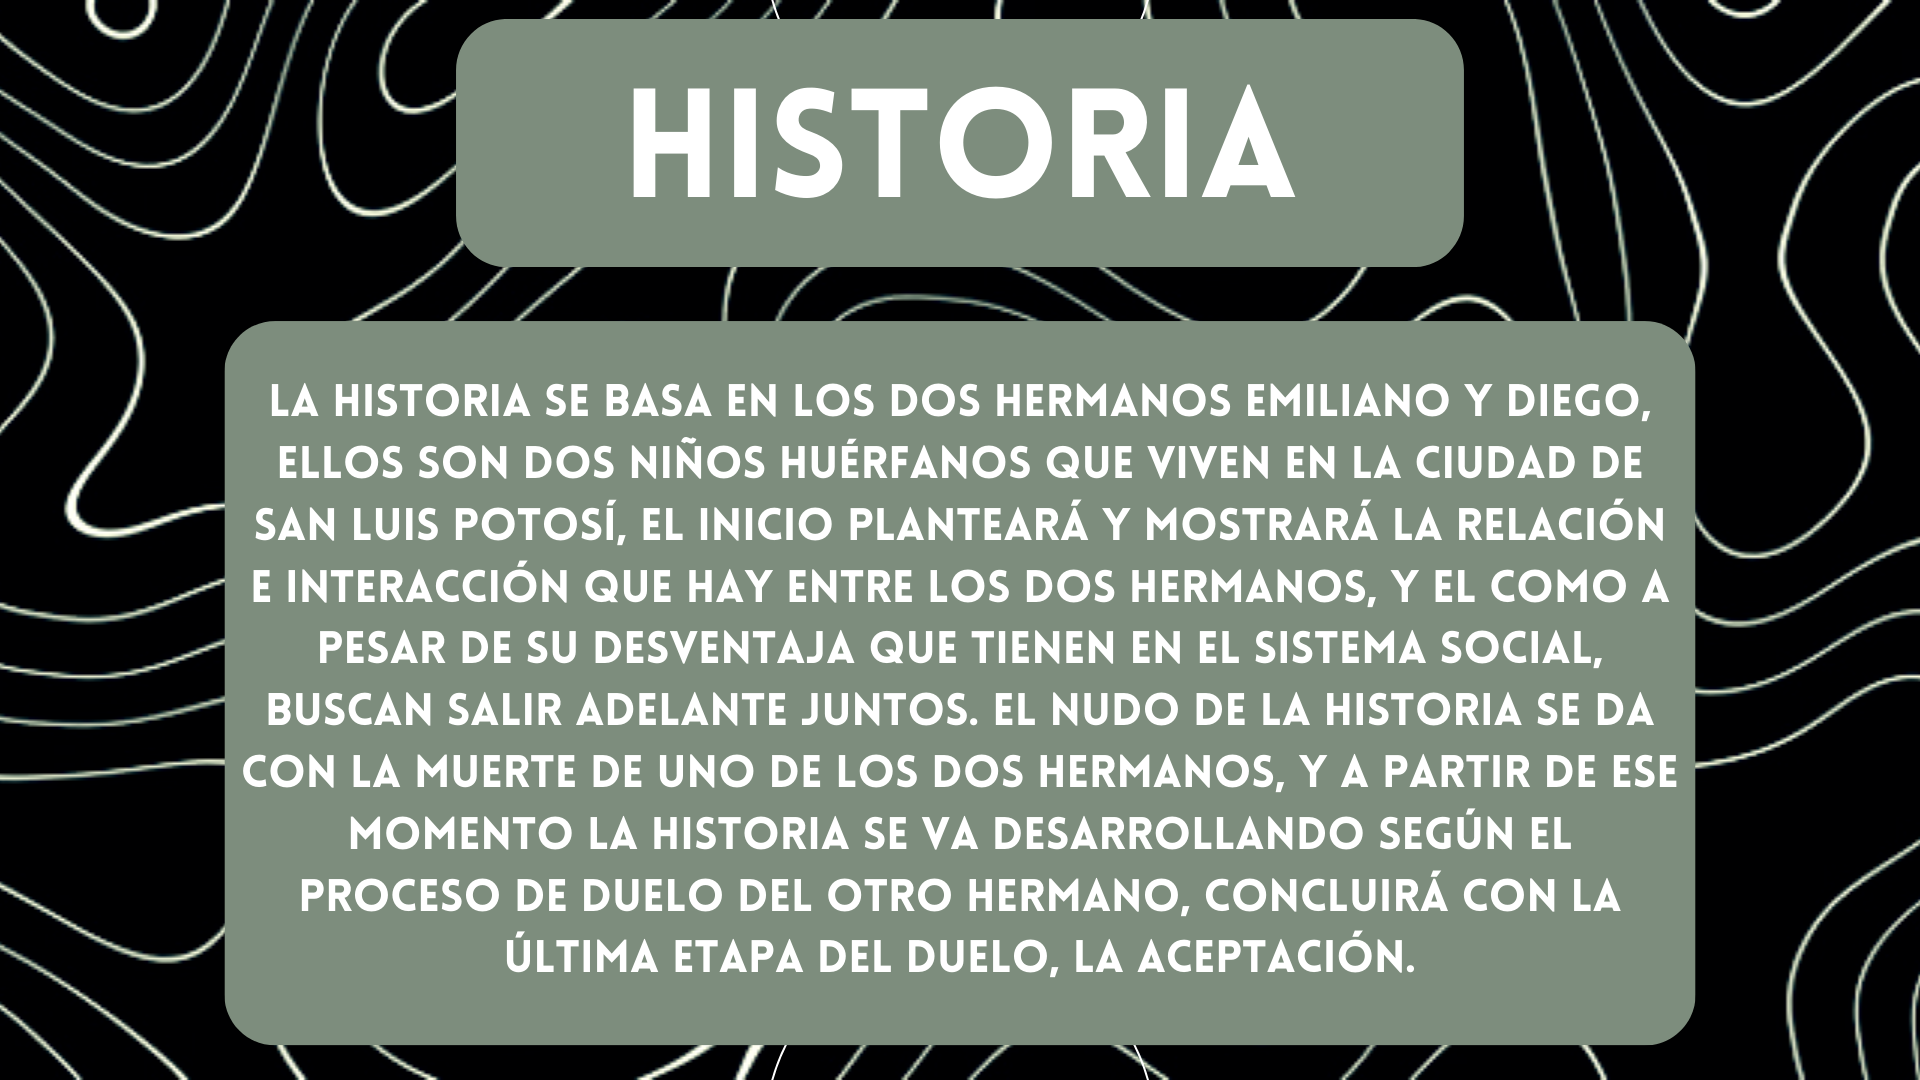 HISTORIA
LA HISTORIA SE BASA EN LOS DOS HERMANOS EMILIANO Y DIEGO,
ELLOS SON DOS NIÑOS HUÉRFANOS QUE VIVEN EN LA CIUDAD DE
SAN LUIS POTOSÍ, EL INICIO PLANTEARÁ Y MOSTRARÁ LA RELACIÓN
E INTERACCIÓN QUE HAY ENTRE LOS DOS HERMANOS, Y EL COMO A
PESAR DE SU DESVENTAJA QUE TIENEN EN EL SISTEMA SOCIAL,
BUSCAN SALIR ADELANTE JUNTOS. EL NUDO DE LA HISTORIA SE DA
CON LA MUERTE DE UNO DE LOS DOS HERMANOS, Y A PARTIR DE ESE
MOMENTO LA HISTORIA SE VA DESARROLLANDO SEGÚN EL
PROCESO DE DUELO DEL OTRO HERMANO, CONCLUIRÁ CON LA
ÚLTIMA ETAPA DEL DUELO, LA ACEPTACIÓN.